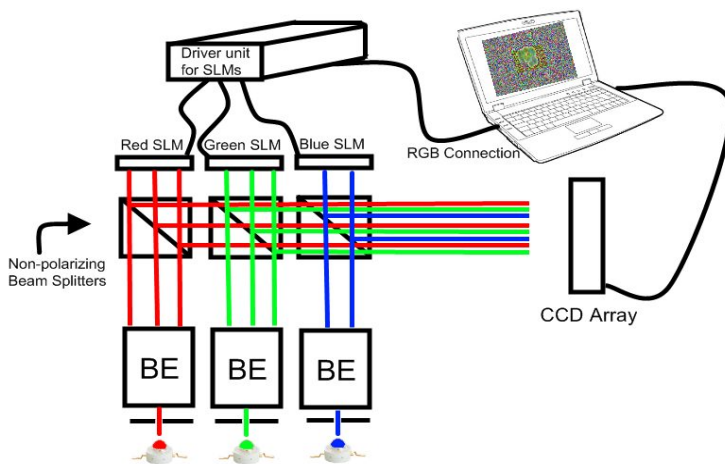 Driver unit
for SLMs
Red SLM
Green SLM
Blue SLM
RGB Connection
Non-polarizing
Beam Splitters
CCD Array
BE
BE
BE